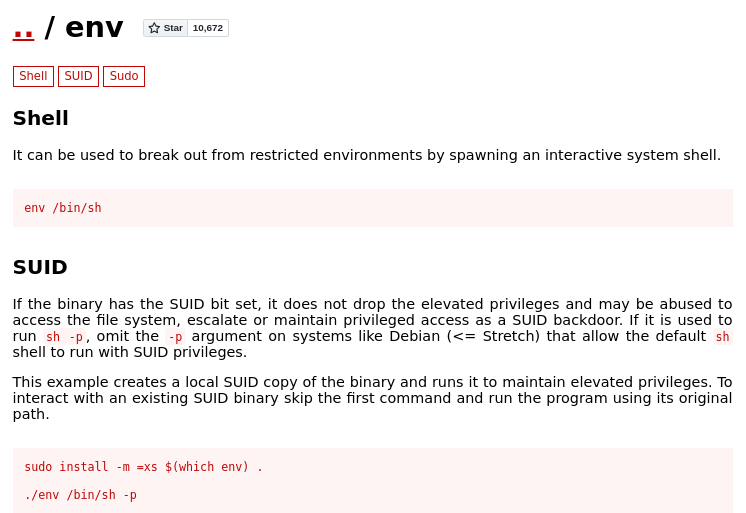 .. / env
Star 10,672
Shell SUID Sudo
Shell
It can be used to break out from restricted environments by spawning an interactive system shell.
env /bin/sh
SUID
If the binary has the SUID bit set, it does not drop the elevated privileges and may be abused to
access the file system, escalate or maintain privileged access as a SUID backdoor. If it is used to
run sh -p, omit the -p argument on systems like Debian (<= Stretch) that allow the default sh
shell to run with SUID privileges.
This example creates a local SUID copy of the binary and runs it to maintain elevated privileges. To
interact with an existing SUID binary skip the first command and run the program using its original
path.
sudo install -m =xs $(which env) .
./env /bin/sh -p